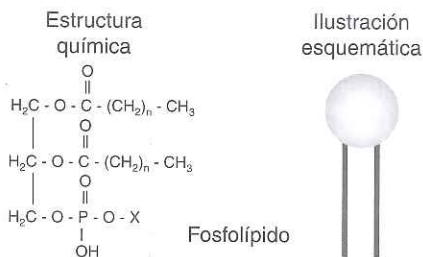 Estructura
química
O
||
H₂C - O - C - (CH₂)ₙ - CH₃
O
||
H₂C - O - C - (CH₂)ₙ - CH₃
O
||
H₂C - O - P - O - X
|
OH
Ilustración
esquemática
Fosfolípido